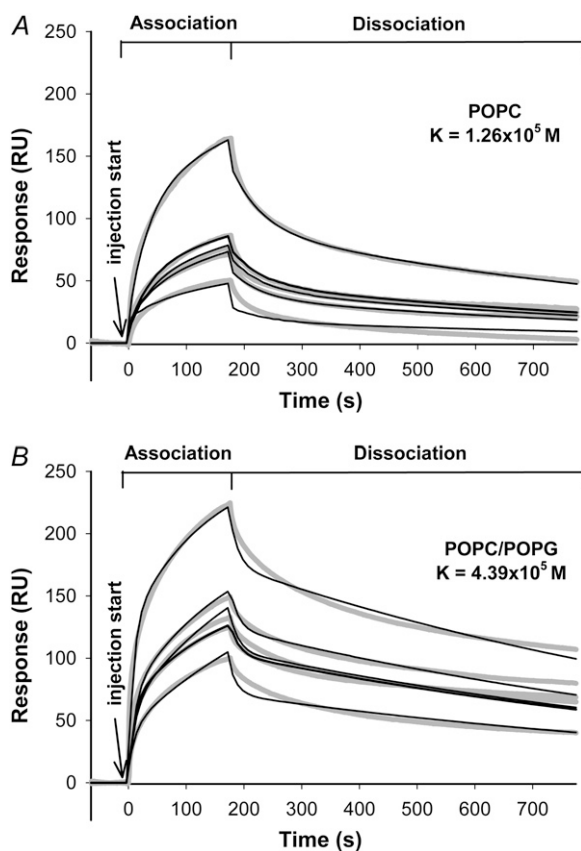 A
Association Dissociation
250
200
150
100
50
0
Response (RU)
injection start
POPC
K = 1.26x10⁵ M
0 100 200 300 400 500 600 700
Time (s)
B
Association Dissociation
250
200
150
100
50
0
Response (RU)
injection start
POPC/POPG
K = 4.39x10⁵ M
0 100 200 300 400 500 600 700
Time (s)